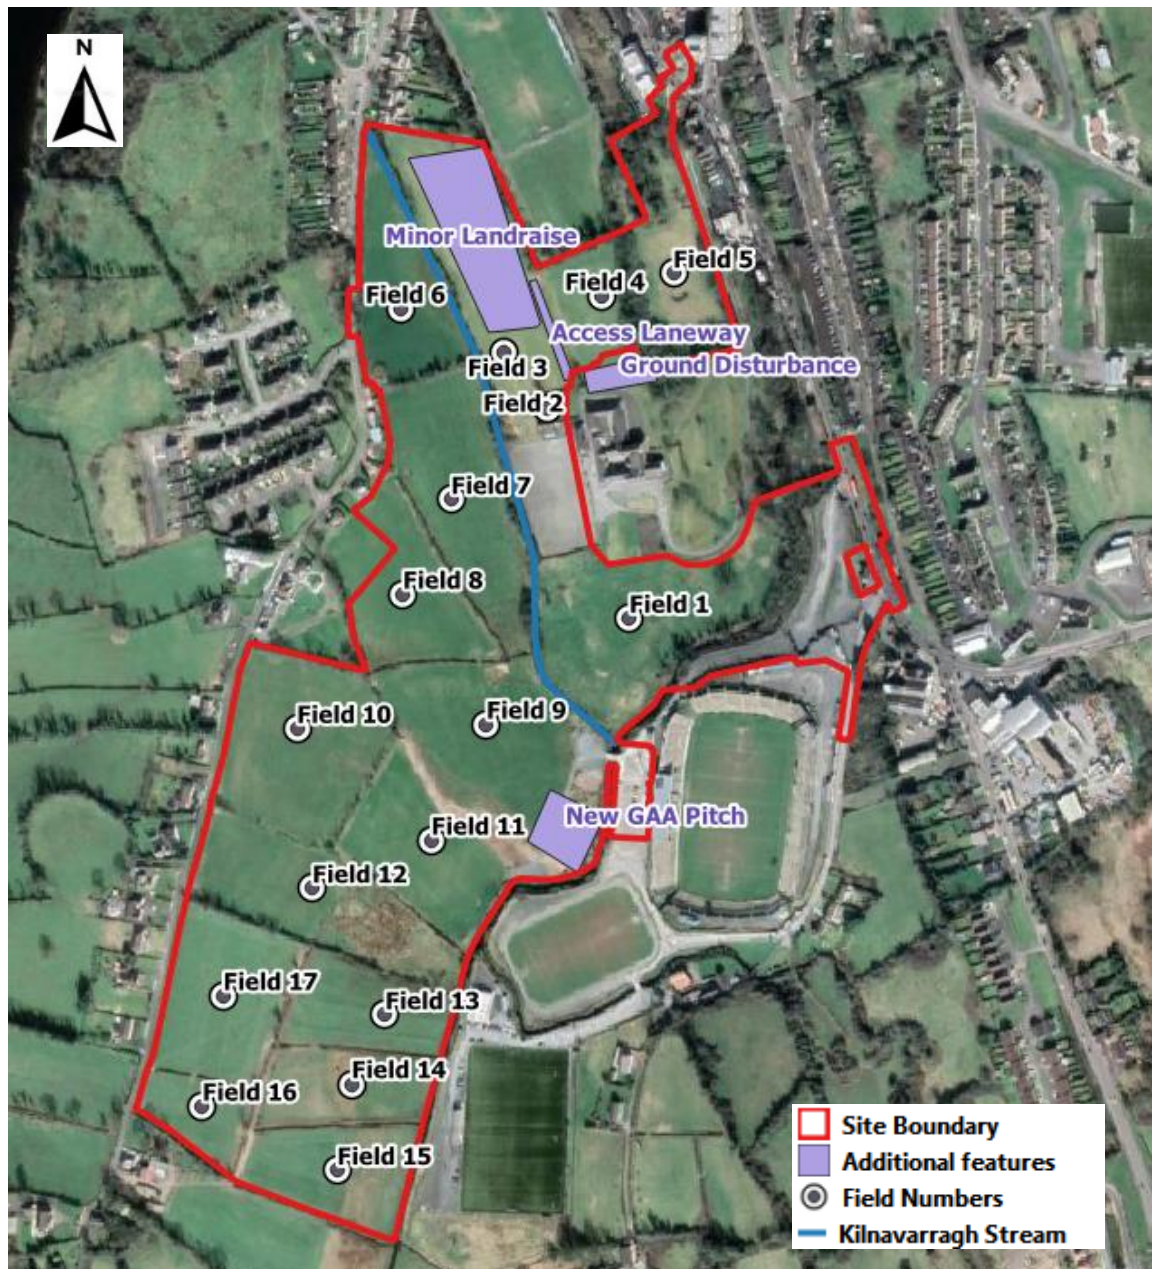 N
Minor Landraise
Field 5
Field 4
Field 6
Access Laneway
Field 3
Ground Disturbance
Field 2
Field 7
Field 8
Field 1
Field 10
Field 9
New GAA Pitch
Field 11
Field 12
Field 17
Field 13
Field 14
Field 16
Field 15
Site Boundary
Additional features
Field Numbers
Kilnavarragh Stream